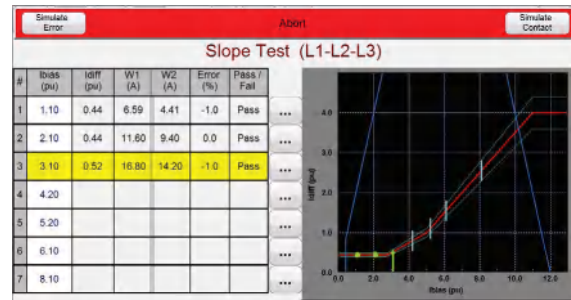 Simulate Error
Abort
Simulate Contact
Slope Test (L1-L2-L3)
# Ibias (pu) Idiff (pu) W1 (A) W2 (A) Error (%) Pass / Fail
1 1.10 0.44 6.59 4.41 -1.0 Pass ...
2 2.10 0.44 11.60 9.40 0.0 Pass ...
3 3.10 0.52 16.80 14.20 -1.0 Pass ...
4 4.20 ...
5 5.20 ...
6 6.10 ...
7 8.10 ...
Idiff (pu)
4.0
3.0
2.0
1.0
0.0
0.0 2.0 4.0 6.0 8.0 10.0 12.0
Ibias (pu)